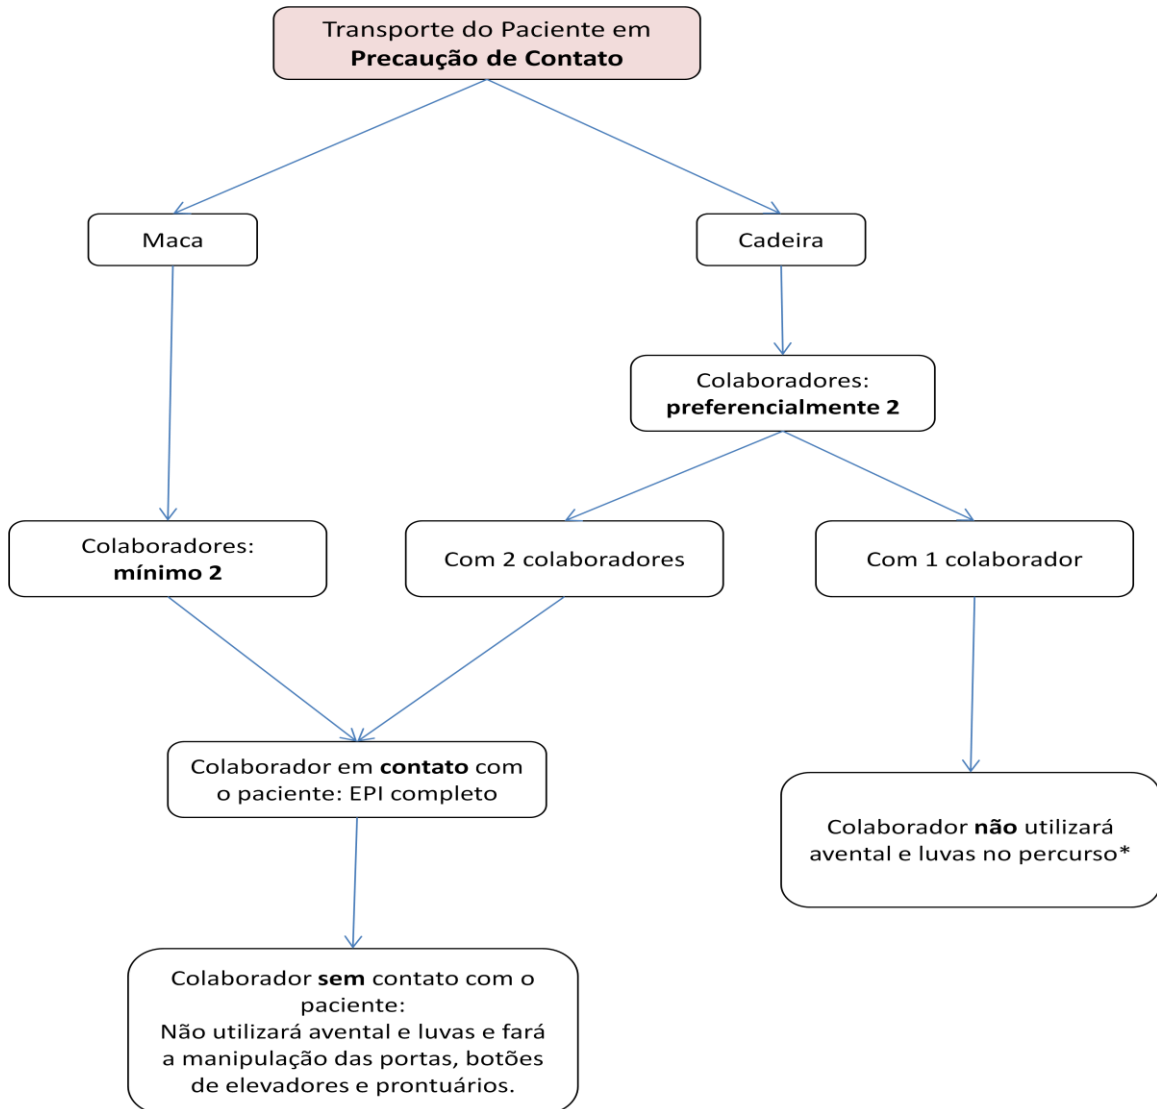 Transporte do Paciente em
Precaução de Contato
Maca
Cadeira
Colaboradores:
preferencialmente 2
Colaboradores:
mínimo 2
Com 2 colaboradores
Com 1 colaborador
Colaborador em contato com
o paciente: EPI completo
Colaborador não utilizará
avental e luvas no percurso*
Colaborador sem contato com o
paciente:
Não utilizará avental e luvas e fará
a manipulação das portas, botões
de elevadores e prontuários.